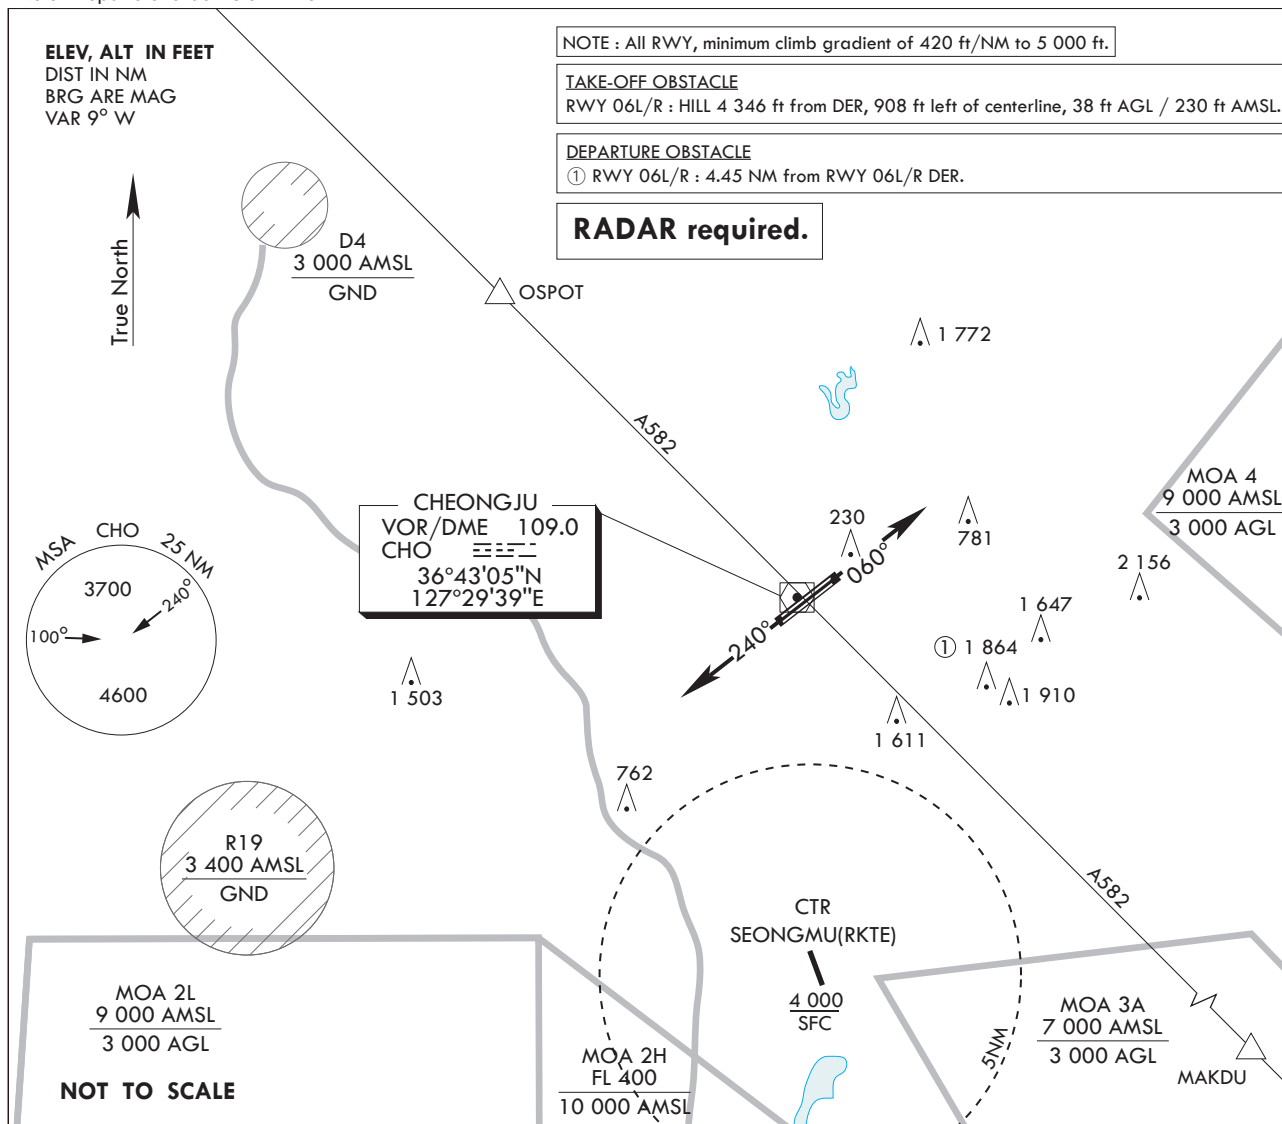 ELEV, ALT IN FEET
DIST IN NM
BRG ARE MAG
VAR 9° W
True North
NOTE : All RWY, minimum climb gradient of 420 ft/NM to 5 000 ft.
TAKE-OFF OBSTACLE
RWY 06L/R : HILL 4 346 ft from DER, 908 ft left of centerline, 38 ft AGL / 230 ft AMSL.
DEPARTURE OBSTACLE
① RWY 06L/R : 4.45 NM from RWY 06L/R DER.
RADAR required.
D4
3 000 AMSL
GND
OSPOT
1 772
A582
MOA 4
9 000 AMSL
3 000 AGL
CHEONGJU
VOR/DME 109.0
CHO
36°43'05"N
127°29'39"E
230
060°
240°
781
2 156
1 647
① 1 864
1 910
1 611
MSA CHO 25 NM
3700
240°
100°
4600
1 503
762
R19
3 400 AMSL
GND
CTR
SEONGMU(RKTE)
4 000
SFC
5NM
A582
MOA 2L
9 000 AMSL
3 000 AGL
MOA 2H
FL 400
10 000 AMSL
MOA 3A
7 000 AMSL
3 000 AGL
MAKDU
NOT TO SCALE